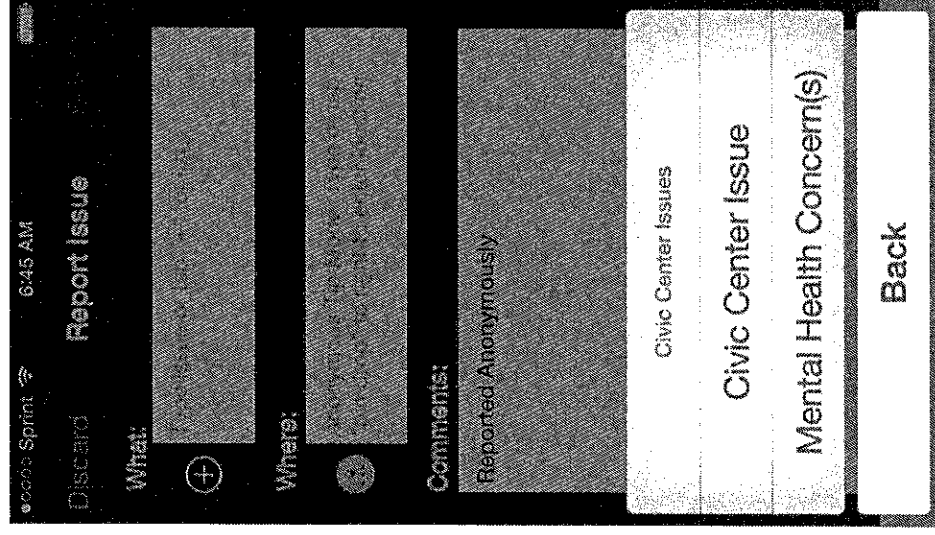 Sprint 6:45 AM
Discard Report Issue
What:
Where:
Comments:
Reported Anonymously
Civic Center Issues
Civic Center Issue
Mental Health Concern(s)
Back